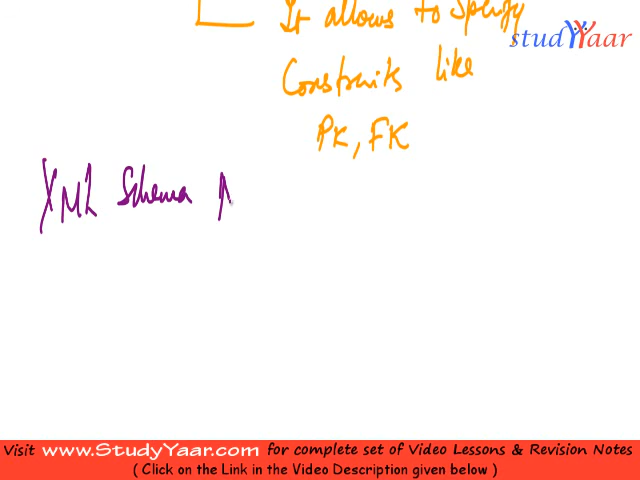 It allows to Specify
studYYaar
Constraints like
PK, FK
XML Schema
Visit www.StudyYaar.com for complete set of Video Lessons & Revision Notes
( Click on the Link in the Video Description given below )